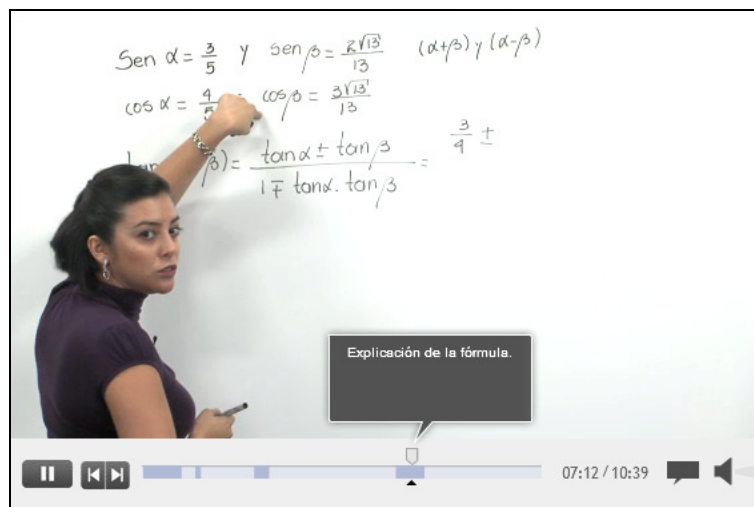 Sen α = 3/5 y Sen β = 2√13/13 (α+β) y (α-β)
cos α = 4/5 cos β = 3√13/13
β) = tan α ± tan β / 1 ∓ tan α . tan β = 3/4 ±
Explicación de la fórmula.
07:12 / 10:39